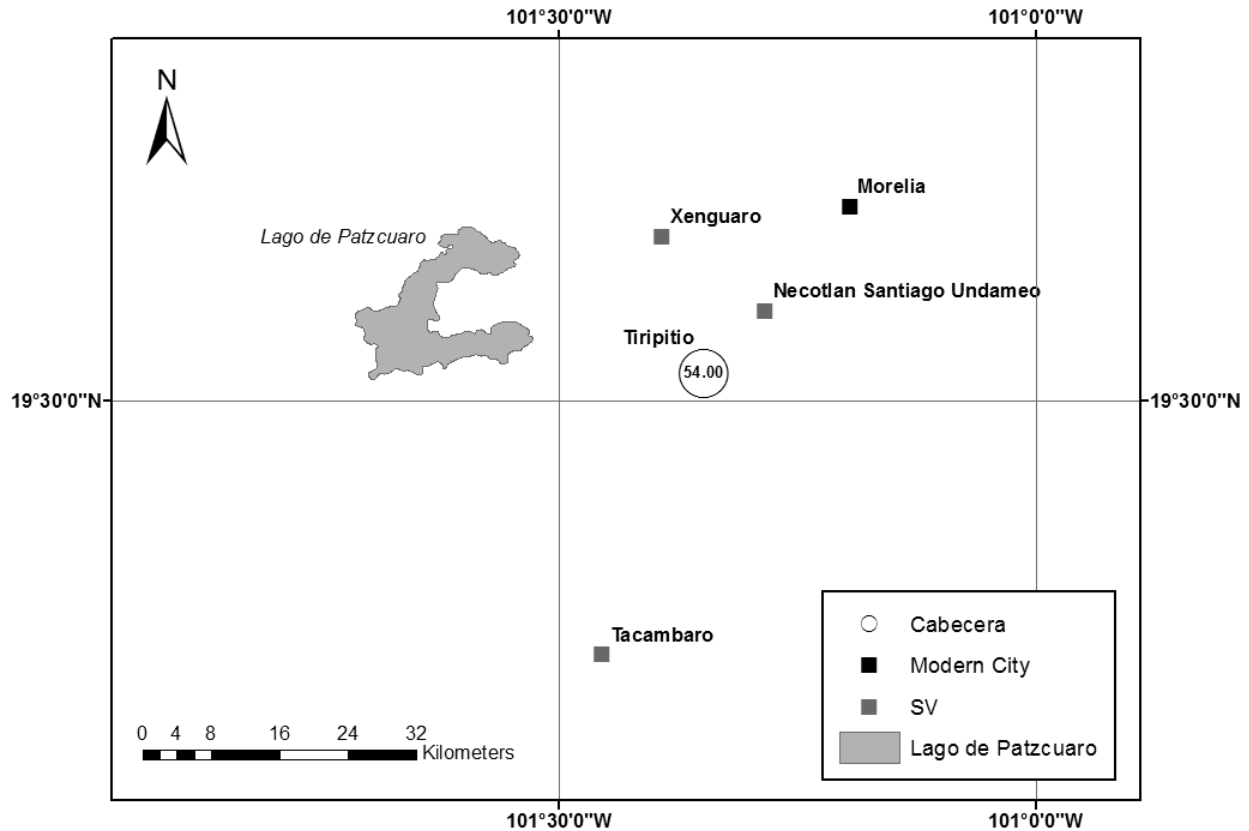 101°30'0"W
101°0'0"W
N
Morelia
Xenguaro
Lago de Patzcuaro
Necotlan Santiago Undameo
Tiripitio
54.00
19°30'0"N
19°30'0"N
Tacambaro
Cabecera
Modern City
SV
Lago de Patzcuaro
0 4 8 16 24 32
Kilometers
101°30'0"W
101°0'0"W